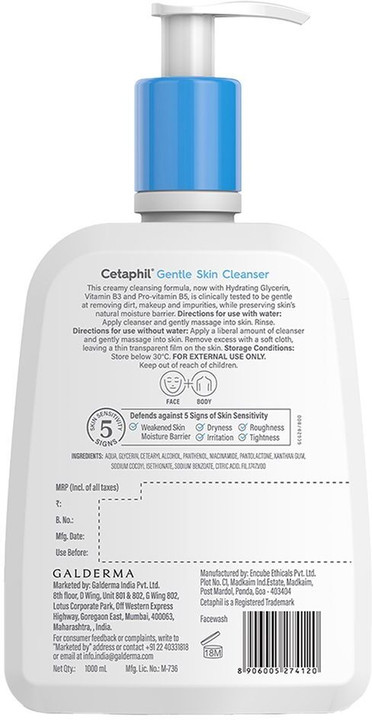 Cetaphil® Gentle Skin Cleanser
This creamy cleansing formula, now with Hydrating Glycerin,
Vitamin B3 and Pro-vitamin B5, is clinically tested to be gentle
at removing dirt, makeup and impurities, while preserving skin's
natural moisture barrier. Directions for use with water:
Apply cleanser and gently massage into skin. Rinse.
Directions for use without water: Apply a liberal amount of cleanser
and gently massage into skin. Remove excess with a soft cloth,
leaving a thin transparent film on the skin. Storage Conditions:
Store below 30°C. FOR EXTERNAL USE ONLY.
Keep out of reach of children.
FACE BODY
SKIN SENSITIVITY
5
SIGNS
Defends against 5 Signs of Skin Sensitivity
Weakened Skin Moisture Barrier
Dryness
Roughness
Irritation
Tightness
INGREDIENTS: AQUA, GLYCERIN, CETEARYL ALCOHOL, PANTHENOL, NIACINAMIDE, PANTOLACTONE, XANTHAN GUM,
SODIUM COCOYL ISETHIONATE, SODIUM BENZOATE, CITRIC ACID.
MRP (Incl. of all taxes)
₹:
B. No.:
Mfg. Date:
Use Before:
GALDERMA
Marketed by: Galderma India Pvt. Ltd.
8th floor, D Wing, Unit 801 & 802, G Wing 802,
Lotus Corporate Park, Off Western Express
Highway, Goregaon East, Mumbai, 400063,
Maharashtra, , India.
For consumer feedback or complaints, write to
"Marketed by" address or contact +91 22 40331818
or email at info.india@galderma.com
Net Qty.: 1000 mL Mfg. Lic. No.: M-736
Manufactured by: Encube Ethicals Pvt. Ltd.
Plot No. C1, Madkaim Ind. Estate, Madkaim,
Post Mardol, Ponda, Goa - 403404
Cetaphil is a Registered Trademark
Facewash
18M
8 906005 274120